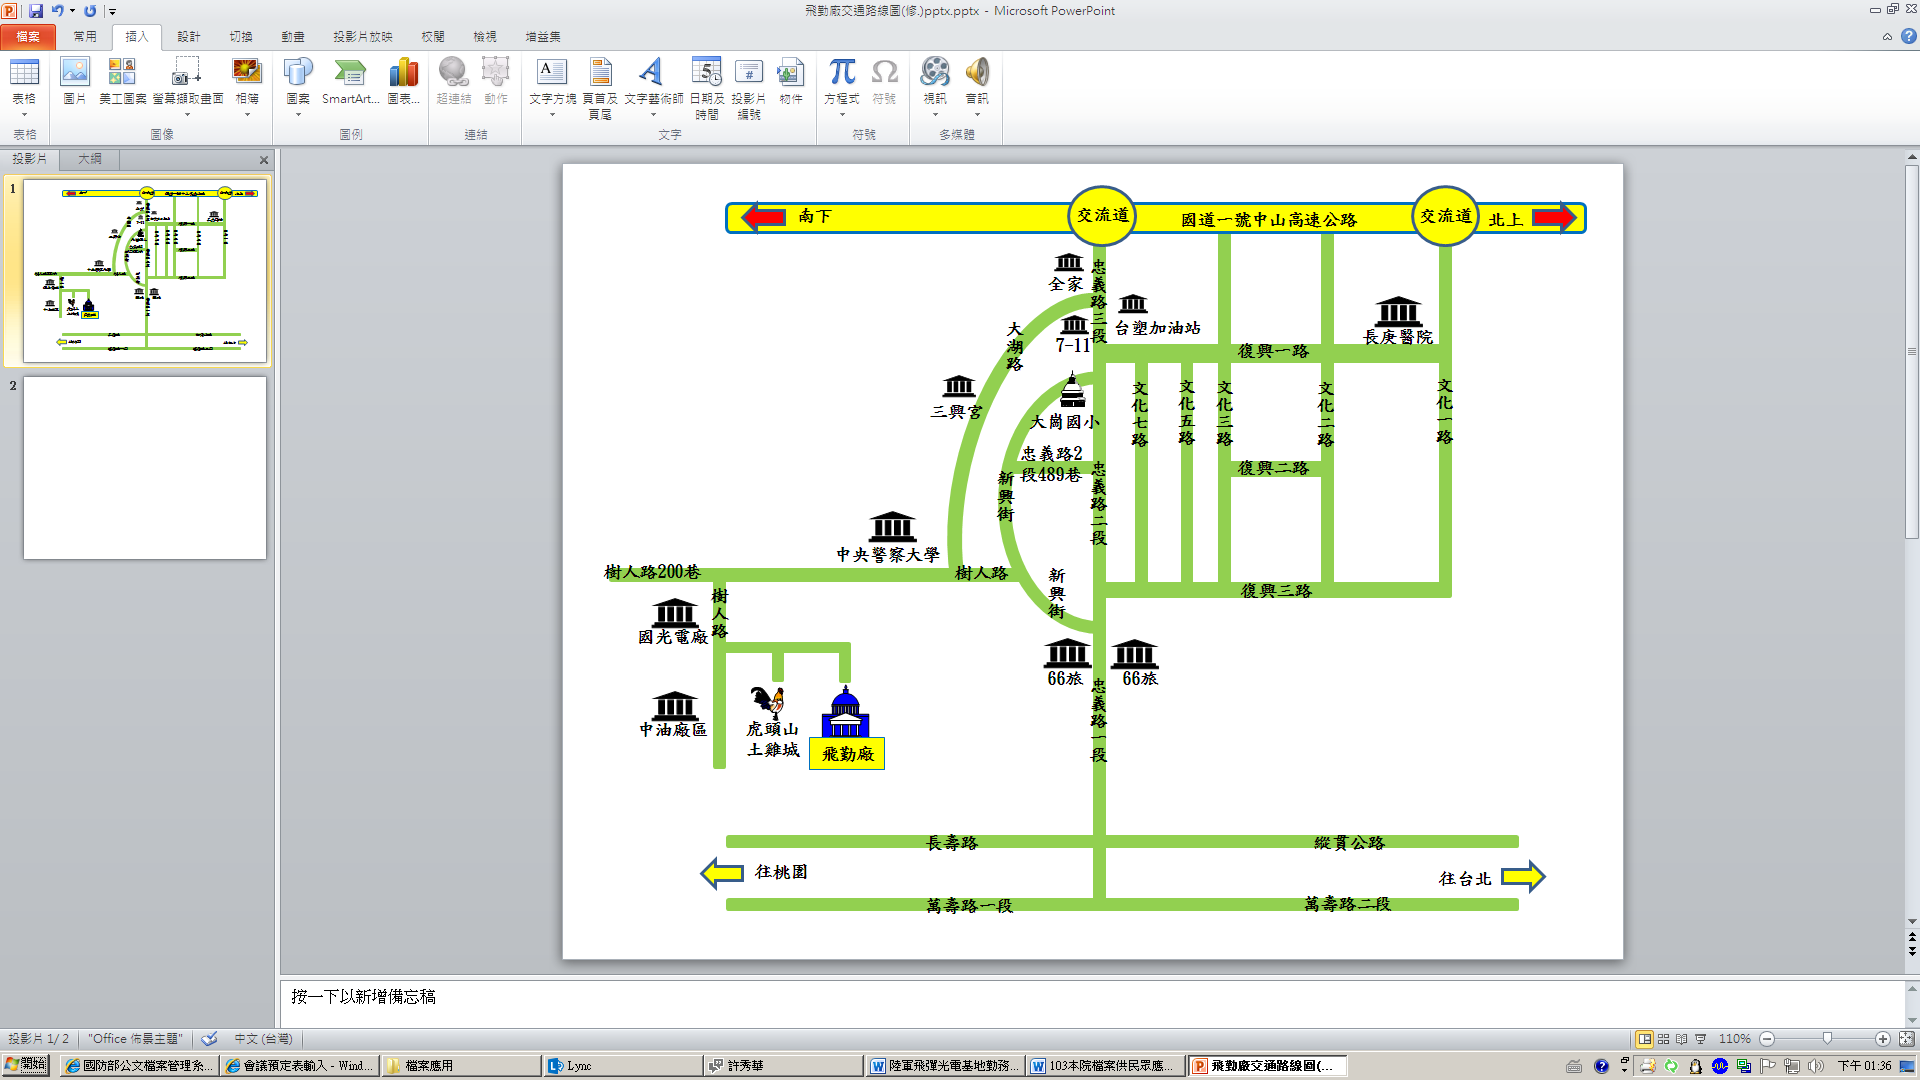 飛勤廠交通路線圖(修.)pptx.pptx - Microsoft PowerPoint
檔案 常用 插入 設計 切換 動畫 投影片放映 校閱 檢視 增益集
表格 圖片 美工圖案 螢幕擷取畫面 相簿 圖案 SmartArt... 圖表... 超連結 動作 文字方塊 頁首及頁尾 文字藝術師 日期及時間 投影片編號 物件 方程式 符號 視訊 音訊
表格 圖像 圖例 連結 文字 符號 多媒體
投影片 大綱
1
2
南下
交流道
國道一號中山高速公路
交流道
北上
全家
忠義路三段
台塑加油站
大湖路
7-11
長庚醫院
復興一路
三興宮
大崗國小
文化七路
文化五路
文化三路
文化二路
文化一路
忠義路2
段489巷
忠義路二段
復興二路
新興街
中央警察大學
樹人路200巷
樹人路
新興街
復興三路
樹人路
國光電廠
66旅
66旅
中油廠區
虎頭山
土雞城
飛勤廠
忠義路一段
長壽路
縱貫公路
往桃園
往台北
萬壽路一段
萬壽路二段
按一下以新增備忘稿
投影片 1/2 "Office 佈景主題" 中文 (台灣) 110%
開始 國防部公文檔案管理系... 會議預定表輸入 - Wind... 檔案應用 Lync 許秀華 陸軍飛彈光電基地勤務... 103本院檔案供民眾應... 飛勤廠交通路線圖(... 下午 01:36